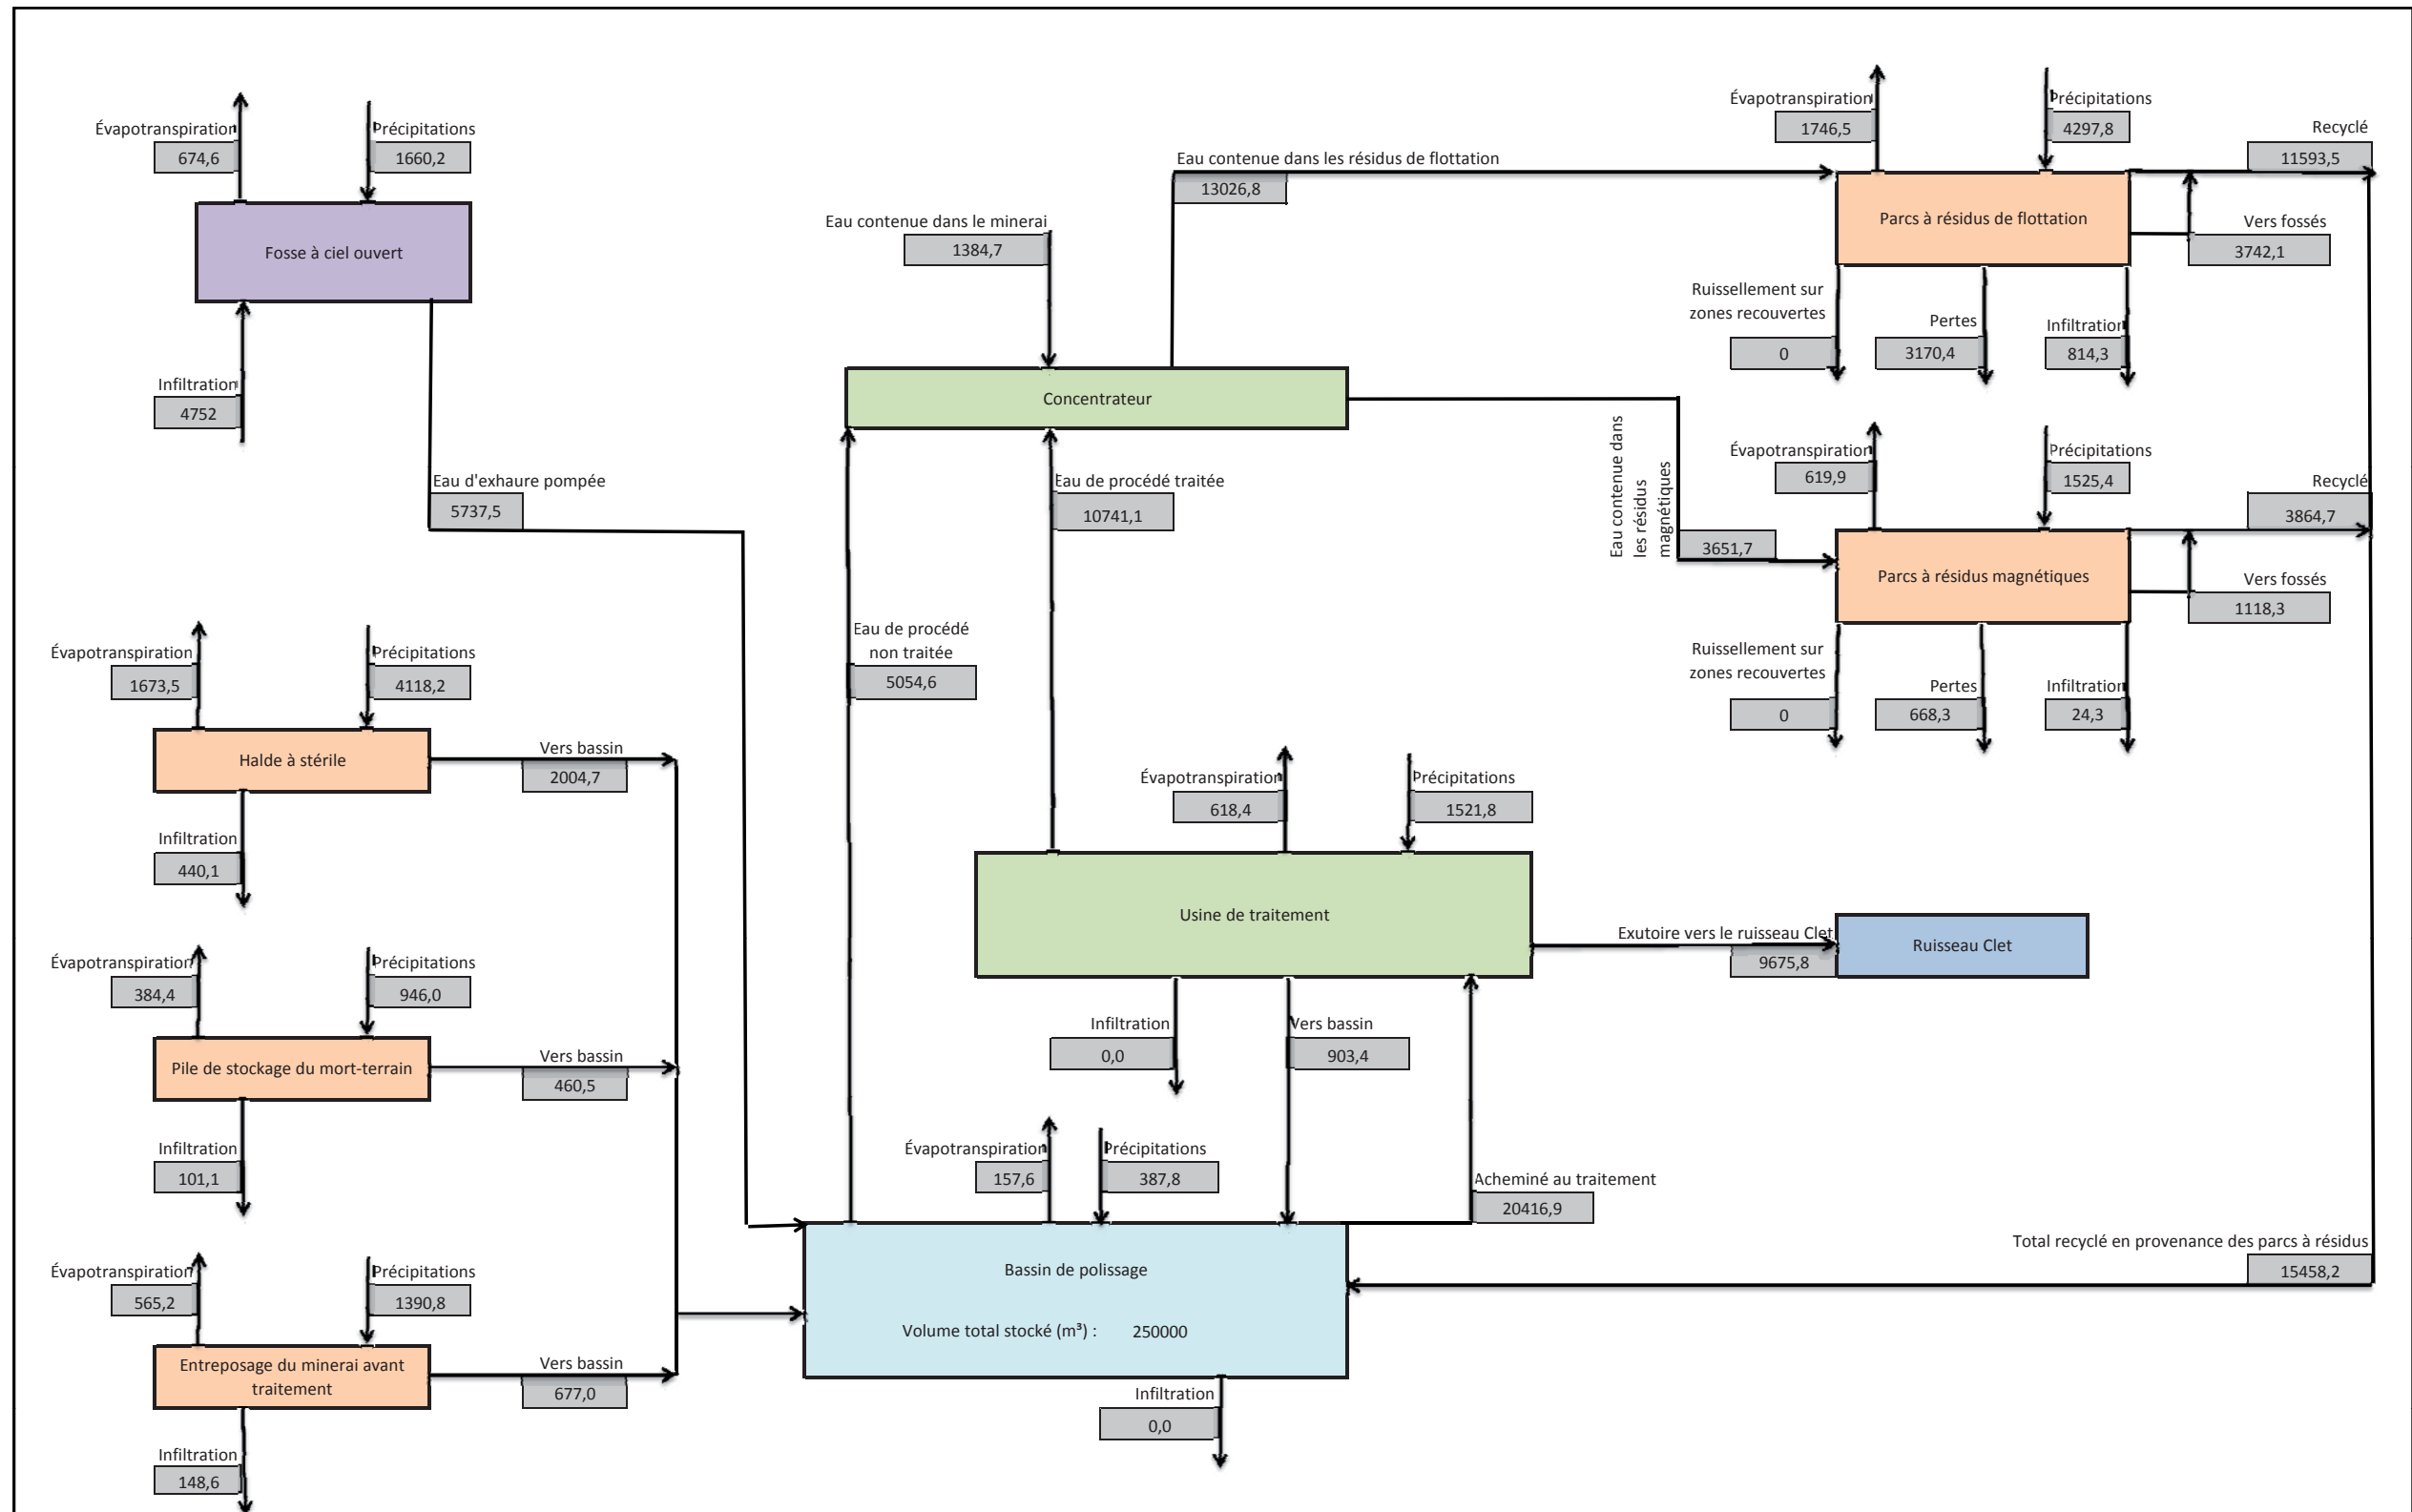 Évapotranspiration
674,6
Précipitations
1660,2
Fosse à ciel ouvert
Infiltration
4752
Eau d'exhaure pompée
5737,5
Évapotranspiration
1673,5
Précipitations
4118,2
Halde à stérile
Vers bassin
2004,7
Infiltration
440,1
Évapotranspiration
384,4
Précipitations
946,0
Pile de stockage du mort-terrain
Vers bassin
460,5
Infiltration
101,1
Évapotranspiration
565,2
Précipitations
1390,8
Entreposage du minerai avant
traitement
Vers bassin
677,0
Infiltration
148,6
Eau contenue dans le minerai
1384,7
Eau contenue dans les résidus de flottation
13026,8
Concentrateur
Eau de procédé traitée
10741,1
Eau de procédé
non traitée
5054,6
Eau contenue dans
les résidus
magnétiques
3651,7
Évapotranspiration
618,4
Précipitations
1521,8
Usine de traitement
Exutoire vers le ruisseau Clet
9675,8
Ruisseau Clet
Infiltration
0,0
Vers bassin
903,4
Évapotranspiration
157,6
Précipitations
387,8
Acheminé au traitement
20416,9
Bassin de polissage
Volume total stocké (m³) : 250000
Infiltration
0,0
Évapotranspiration
1746,5
Précipitations
4297,8
Recyclé
11593,5
Parcs à résidus de flottation
Vers fossés
3742,1
Ruissellement sur
zones recouvertes
0
Pertes
3170,4
Infiltration
814,3
Évapotranspiration
619,9
Précipitations
1525,4
Recyclé
3864,7
Parcs à résidus magnétiques
Vers fossés
1118,3
Ruissellement sur
zones recouvertes
0
Pertes
668,3
Infiltration
24,3
Total recyclé en provenance des parcs à résidus
15458,2